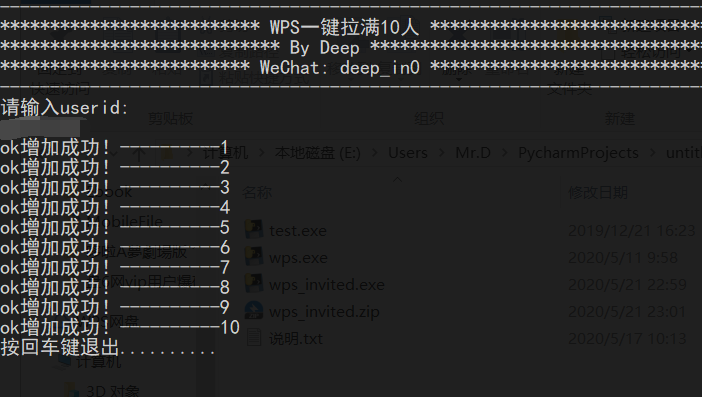 ************************** WPS一键拉满10人 ***************************
**************************** By Deep *********************************
************************* WeChat: deep_in0 ***************************
请输入userid:
ok增加成功！----------1
ok增加成功！----------2
ok增加成功！----------3
ok增加成功！----------4
ok增加成功！----------5
ok增加成功！----------6
ok增加成功！----------7
ok增加成功！----------8
ok增加成功！----------9
ok增加成功！----------10
按回车键退出..........
剪贴板 组织 新建
计算机 > 本地磁盘 (E:) > Users > Mr.D > PycharmProjects > untit
名称 修改日期
test.exe 2019/12/21 16:23
wps.exe 2020/5/11 9:58
wps_invited.exe 2020/5/21 22:59
wps_invited.zip 2020/5/21 23:01
说明.txt 2020/5/17 10:13
计算机
3D 对象